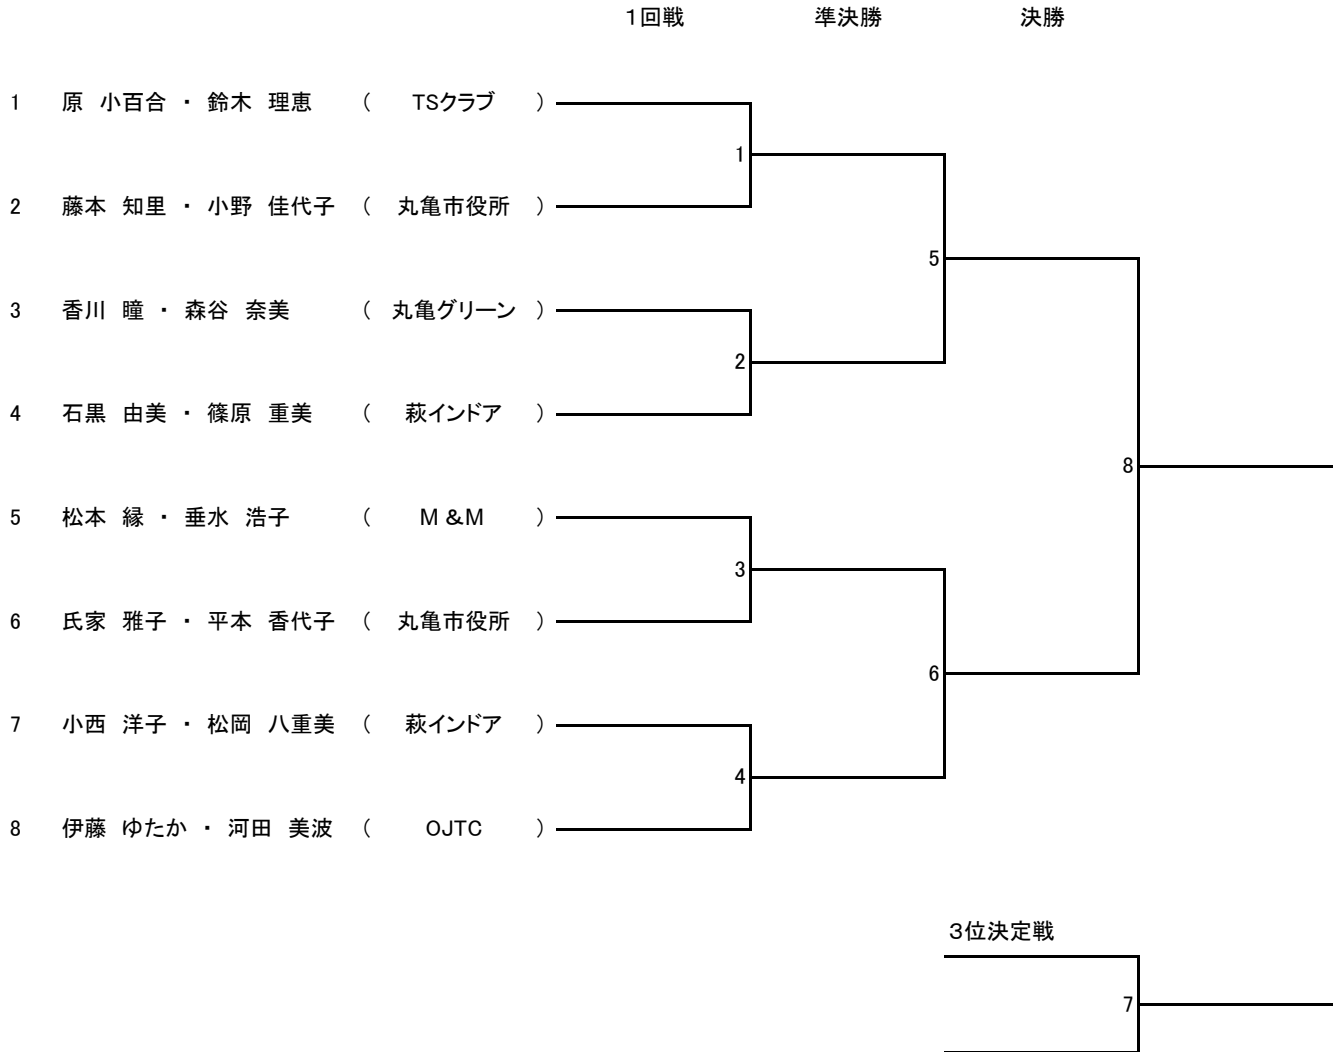 １回戦 準決勝 決勝
1 原 小百合 ・ 鈴木 理恵 （ TSクラブ ）
1
2 藤本 知里 ・ 小野 佳代子 （ 丸亀市役所 ）
5
3 香川 瞳 ・ 森谷 奈美 （ 丸亀グリーン ）
2
4 石黒 由美 ・ 篠原 重美 （ 萩インドア ）
8
5 松本 縁 ・ 垂水 浩子 （ M &M ）
3
6 氏家 雅子 ・ 平本 香代子 （ 丸亀市役所 ）
6
7 小西 洋子 ・ 松岡 八重美 （ 萩インドア ）
4
8 伊藤 ゆたか ・ 河田 美波 （ OJTC ）
３位決定戦
7